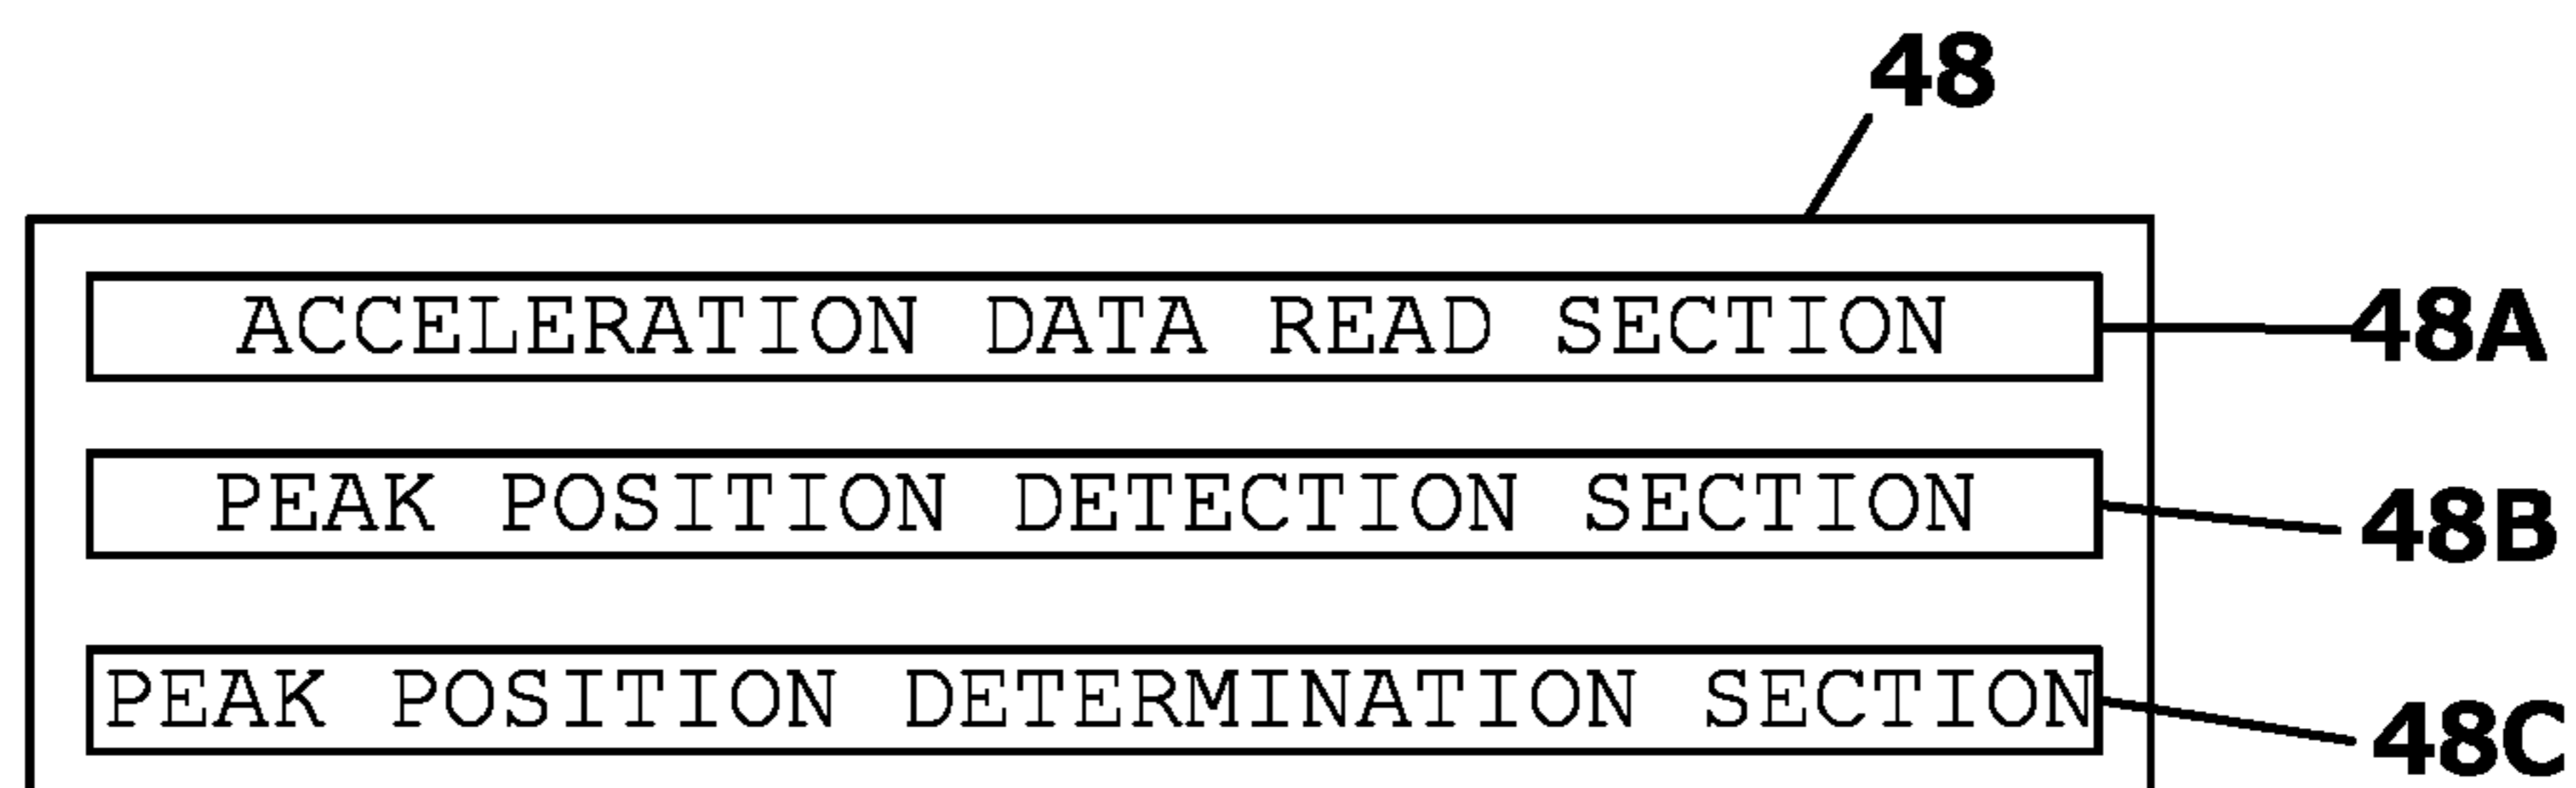 48
ACCELERATION DATA READ SECTION 48A
PEAK POSITION DETECTION SECTION 48B
PEAK POSITION DETERMINATION SECTION 48C